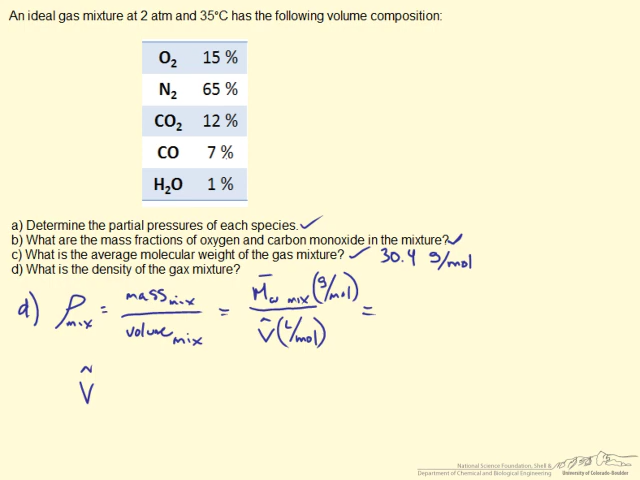 An ideal gas mixture at 2 atm and 35°C has the following volume composition:
O₂ 15 %
N₂ 65 %
CO₂ 12 %
CO 7 %
H₂O 1 %
a) Determine the partial pressures of each species. ✓
b) What are the mass fractions of oxygen and carbon monoxide in the mixture? ✓
c) What is the average molecular weight of the gas mixture? ✓ 30.4 g/mol
d) What is the density of the gax mixture?
d) ρmix = mass mix / volume mix = M̄w mix (g/mol) / Ṽ (L/mol) =
Ṽ
National Science Foundation, Shell &
Department of Chemical and Biological Engineering
University of Colorado-Boulder